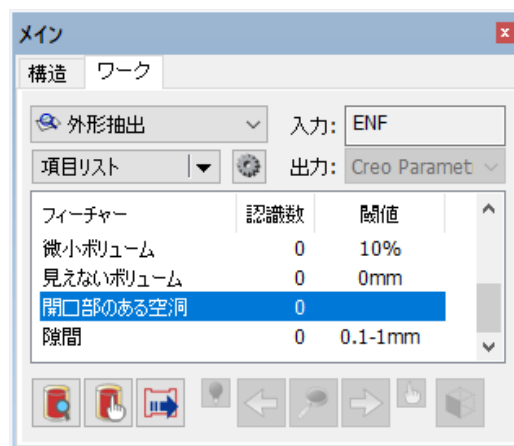 メイン
構造 ワーク
外形抽出 入力: ENF
項目リスト 出力: Creo Paramet
フィーチャー 認識数 閾値
微小ボリューム 0 10%
見えないボリューム 0 0mm
開口部のある空洞 0
隙間 0 0.1-1mm